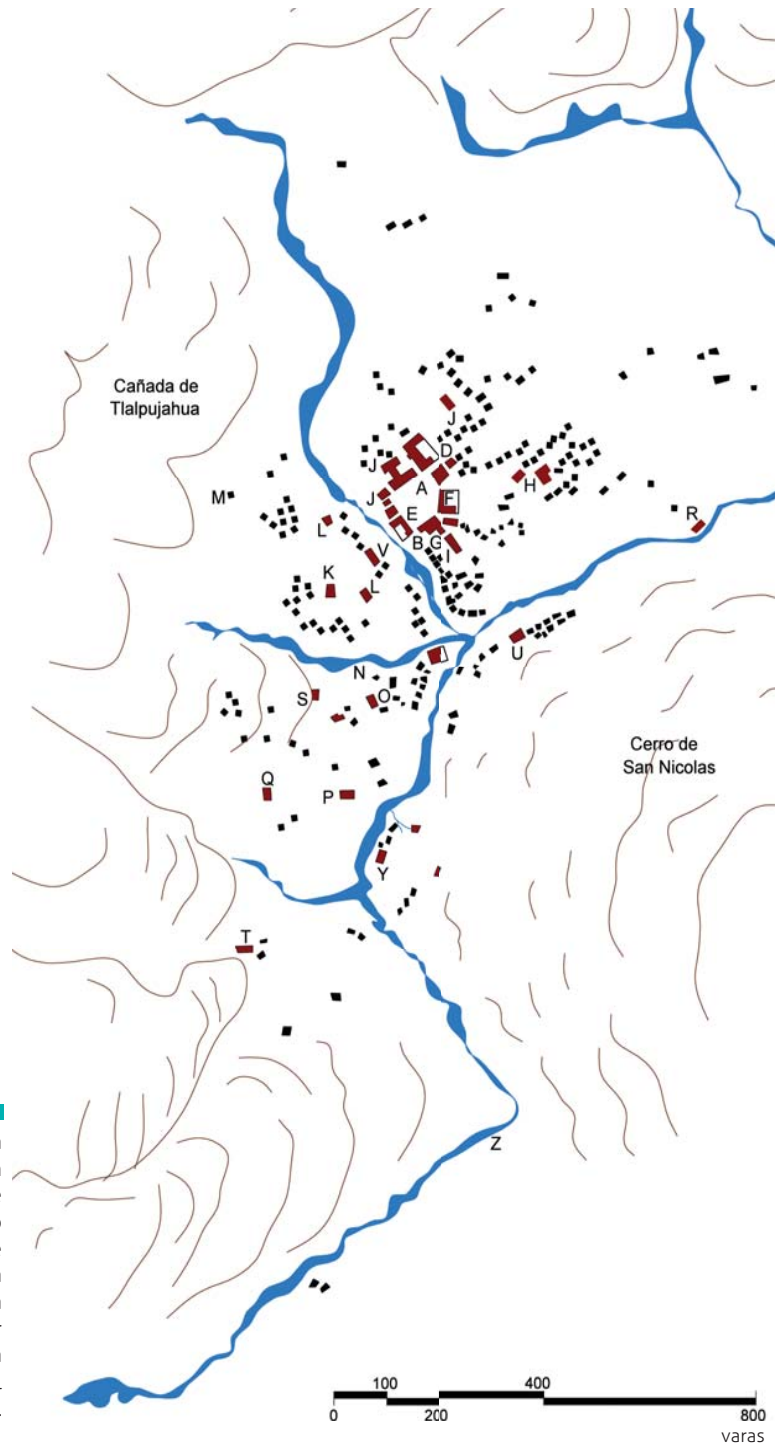 Cañada de
Tlalpujahua
J
D
J
A
H
M
J
F
E
R
L
B
G
V
I
K
L
U
N
S
O
Cerro de
San Nicolas
Q
P
Y
T
Z
100
400
0
200
800
varas